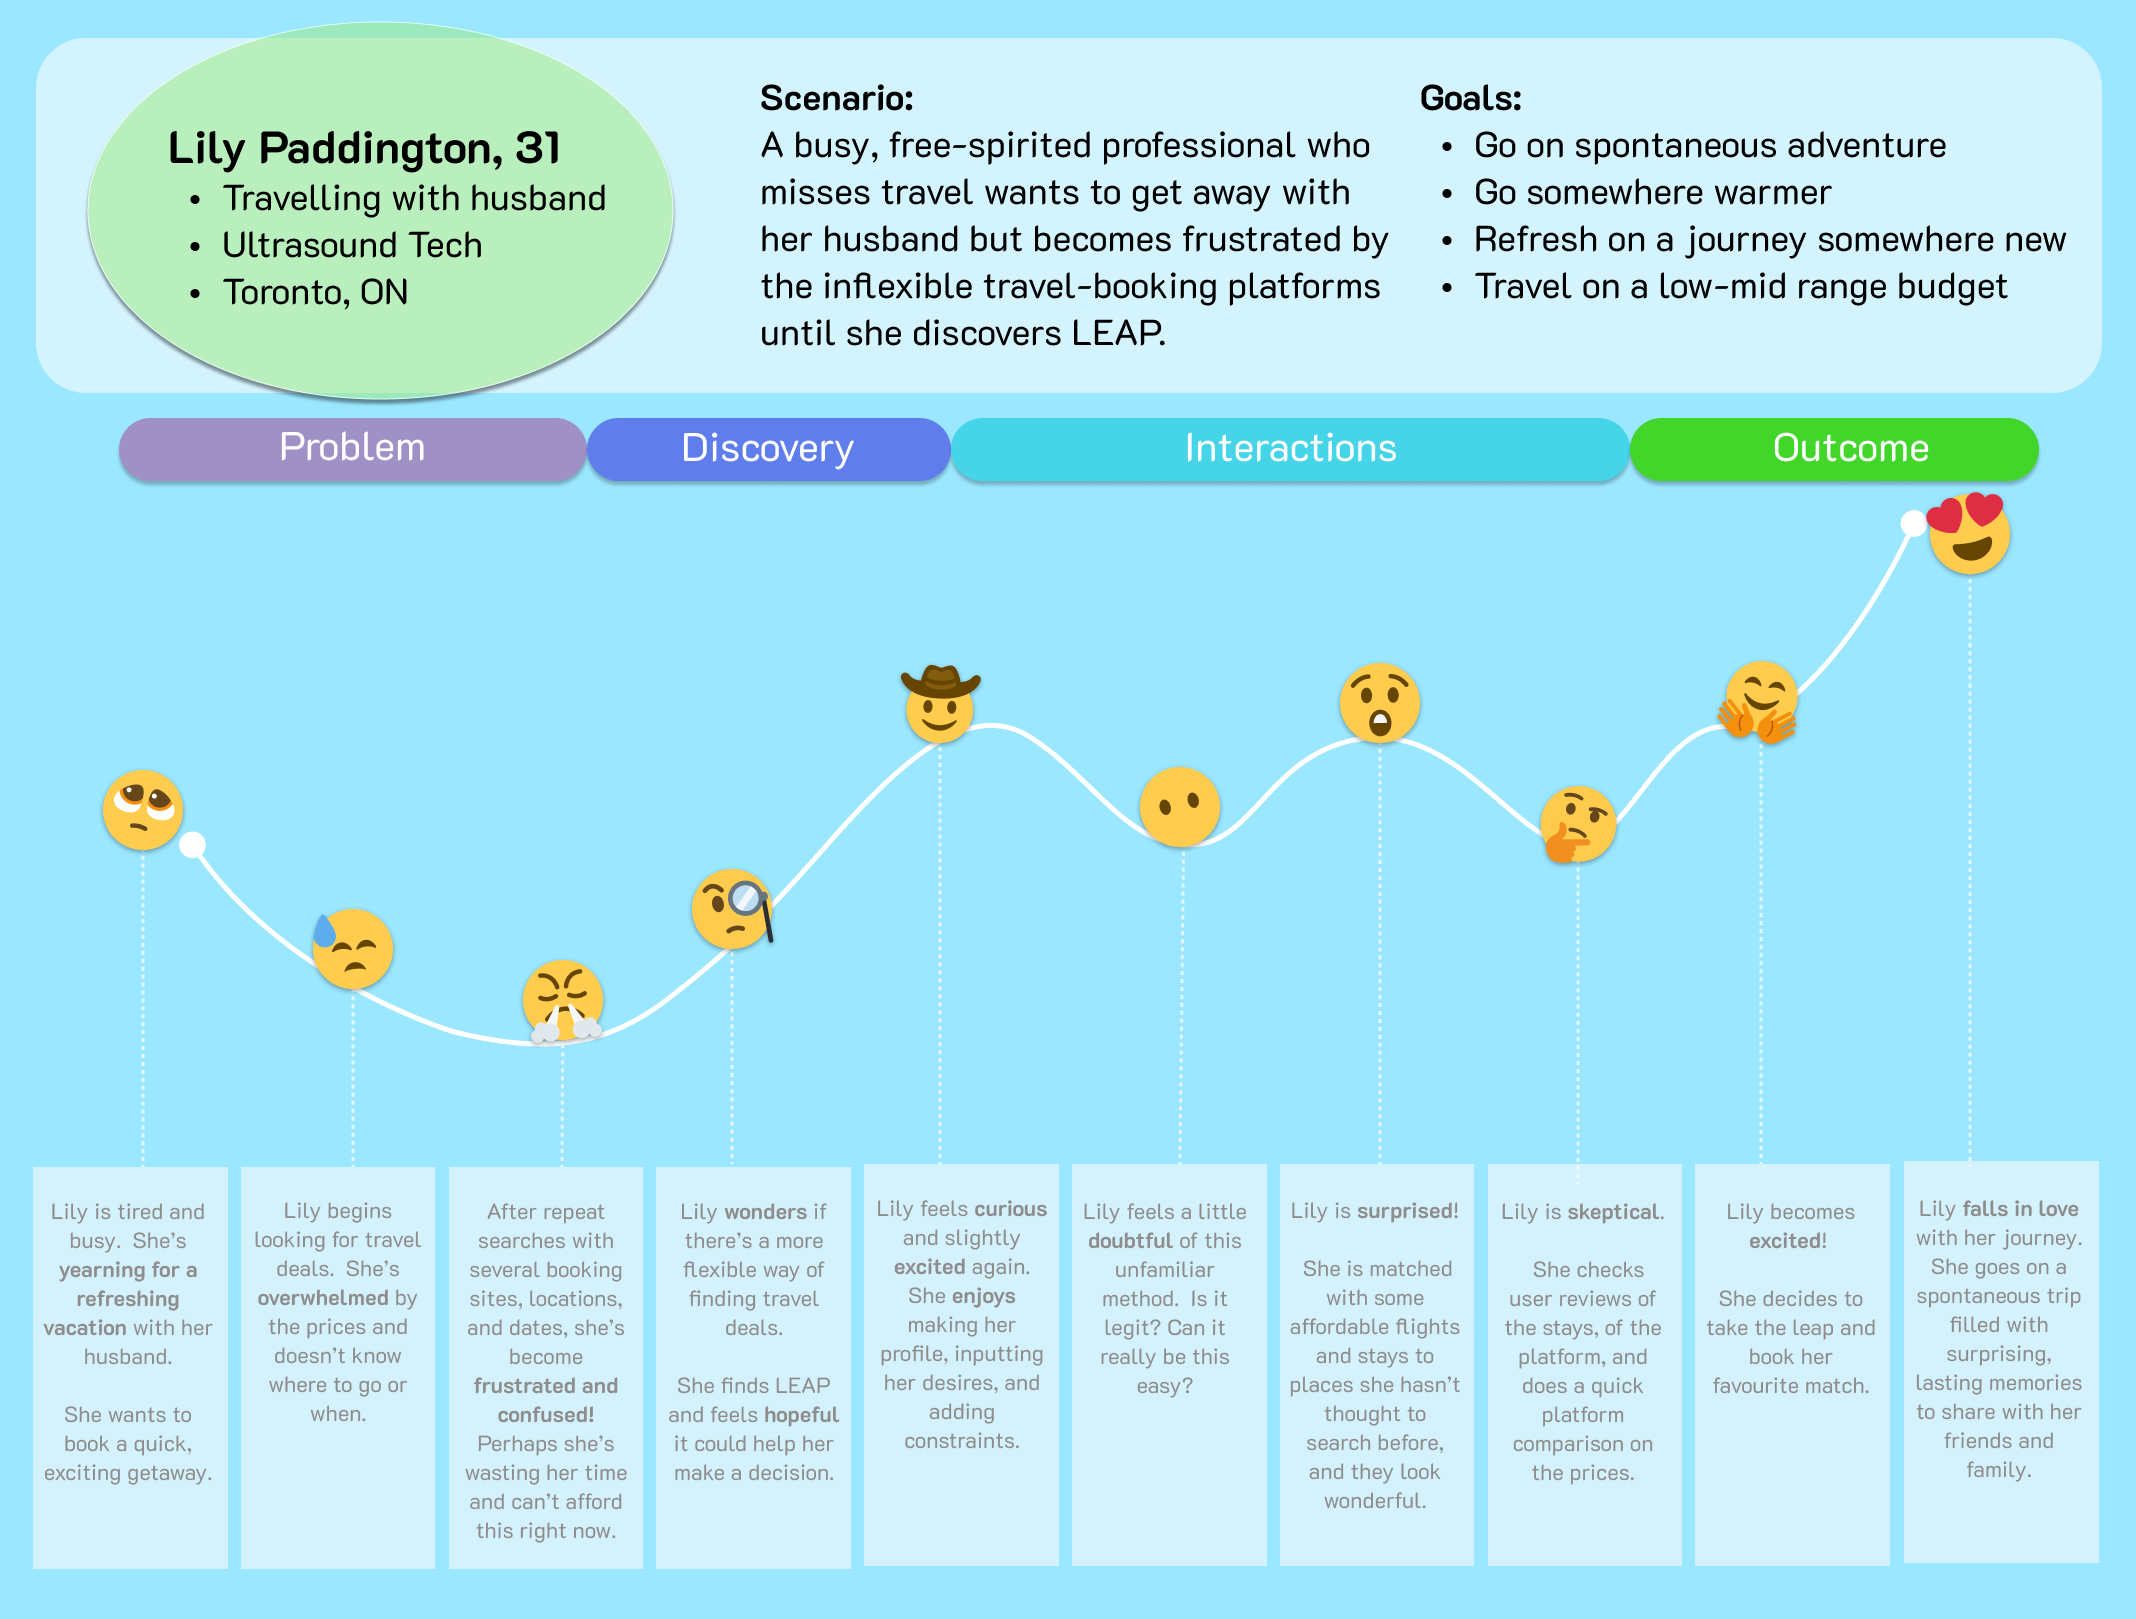 Lily Paddington, 31
• Travelling with husband
• Ultrasound Tech
• Toronto, ON
Scenario:
A busy, free-spirited professional who
misses travel wants to get away with
her husband but becomes frustrated by
the inflexible travel-booking platforms
until she discovers LEAP.
Goals:
• Go on spontaneous adventure
• Go somewhere warmer
• Refresh on a journey somewhere new
• Travel on a low-mid range budget
Problem
Discovery
Interactions
Outcome
Lily is tired and
busy. She's
yearning for a
refreshing
vacation with her
husband.
She wants to
book a quick,
exciting getaway.
Lily begins
looking for travel
deals. She's
overwhelmed by
the prices and
doesn't know
where to go or
when.
After repeat
searches with
several booking
sites, locations,
and dates, she's
become
frustrated and
confused!
Perhaps she's
wasting her time
and can't afford
this right now.
Lily wonders if
there's a more
flexible way of
finding travel
deals.
She finds LEAP
and feels hopeful
it could help her
make a decision.
Lily feels curious
and slightly
excited again.
She enjoys
making her
profile, inputting
her desires, and
adding
constraints.
Lily feels a little
doubtful of this
unfamiliar
method. Is it
legit? Can it
really be this
easy?
Lily is surprised!
She is matched
with some
affordable flights
and stays to
places she hasn't
thought to
search before,
and they look
wonderful.
Lily is skeptical.
She checks
user reviews of
the stays, of the
platform, and
does a quick
platform
comparison on
the prices.
Lily becomes
excited!
She decides to
take the leap and
book her
favourite match.
Lily falls in love
with her journey.
She goes on a
spontaneous trip
filled with
surprising,
lasting memories
to share with her
friends and
family.